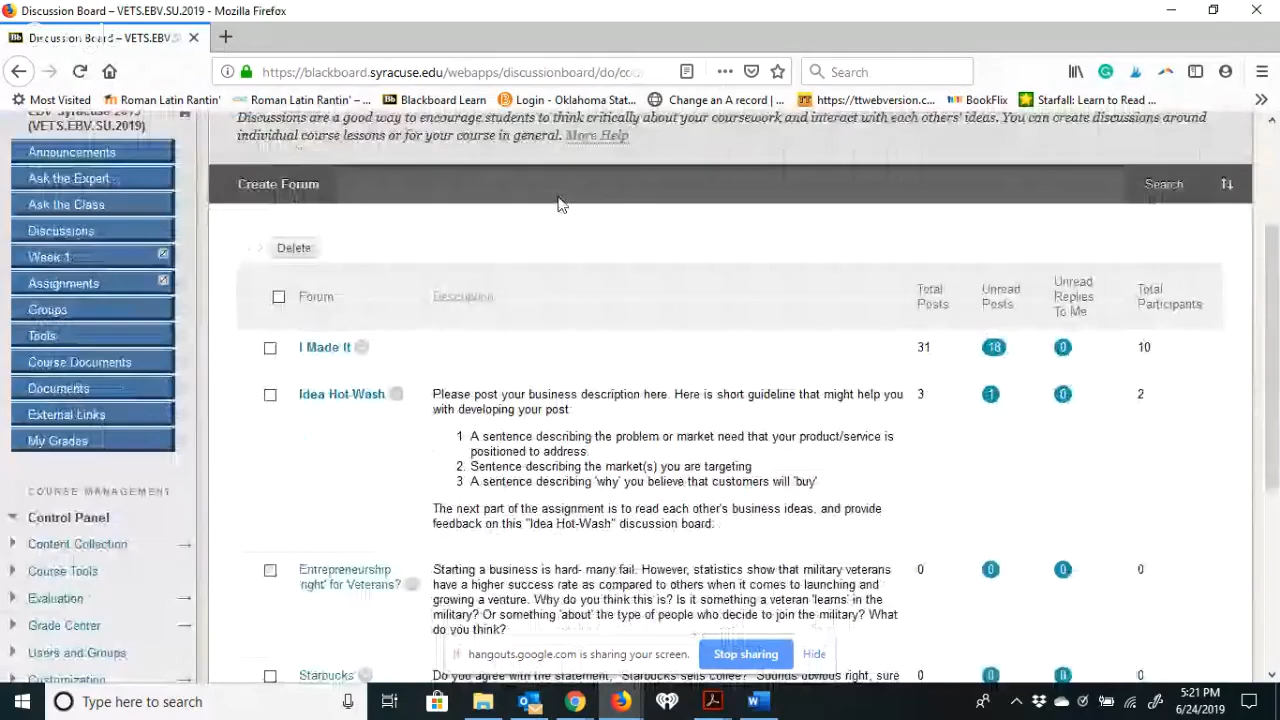 Discussion Board – VETS.EBV.SU.2019 - Mozilla Firefox
Discussion Board – VETS.EBV.S
https://blackboard.syracuse.edu/webapps/discussionboard/do/co
Search
Most Visited
Roman Latin Rantin'
Roman Latin Rantin' – ...
Blackboard Learn
Login - Oklahoma Stat...
Change an A record | ...
https://ttwebversion.c...
BookFlix
Starfall: Learn to Read ...
(VETS.EBV.SU.2019)
Announcements
Ask the Expert
Ask the Class
Discussions
Week 1
Assignments
Groups
Tools
Course Documents
Documents
External Links
My Grades
COURSE MANAGEMENT
Control Panel
Content Collection
Course Tools
Evaluation
Grade Center
Users and Groups
Customization
Discussions are a good way to encourage students to think critically about your coursework and interact with each others' ideas. You can create discussions around
individual course lessons or for your course in general. More Help
Create Forum
Search
Delete
Forum
Description
Total Posts
Unread Posts
Unread Replies To Me
Total Participants
I Made It
31
18
0
10
Idea Hot Wash
Please post your business description here. Here is short guideline that might help you
with developing your post
3
1
0
2
1 A sentence describing the problem or market need that your product/service is
positioned to address.
2. Sentence describing the market(s) you are targeting
3 A sentence describing 'why' you believe that customers will 'buy'
The next part of the assignment is to read each other's business ideas, and provide
feedback on this "Idea Hot-Wash" discussion board.
Entrepreneurship
'right' for Veterans?
Starting a business is hard- many fail. However, statistics show that military veterans
have a higher success rate as compared to others when it comes to launching and
growing a venture. Why do you think this is? Is it something a veteran 'learns' in the
military? Or something 'about' the type of people who decide to join the military? What
do you think?
0
0
0
0
hangouts.google.com is sharing your screen.
Stop sharing
Hide
Starbucks
Do you agree with the statement, "Starbucks sells coffee? Sounds obvious right, sure
0
0
0
0
Type here to search
5:21 PM
6/24/2019